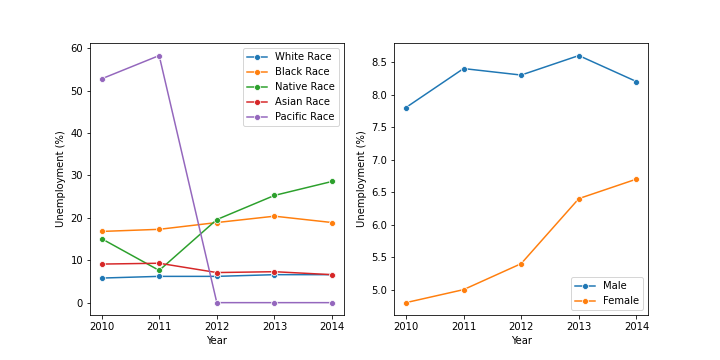 60
50
40
30
20
10
0
Unemployment (%)
2010 2011 2012 2013 2014
Year
White Race
Black Race
Native Race
Asian Race
Pacific Race
8.5
8.0
7.5
7.0
6.5
6.0
5.5
5.0
Unemployment (%)
2010 2011 2012 2013 2014
Year
Male
Female